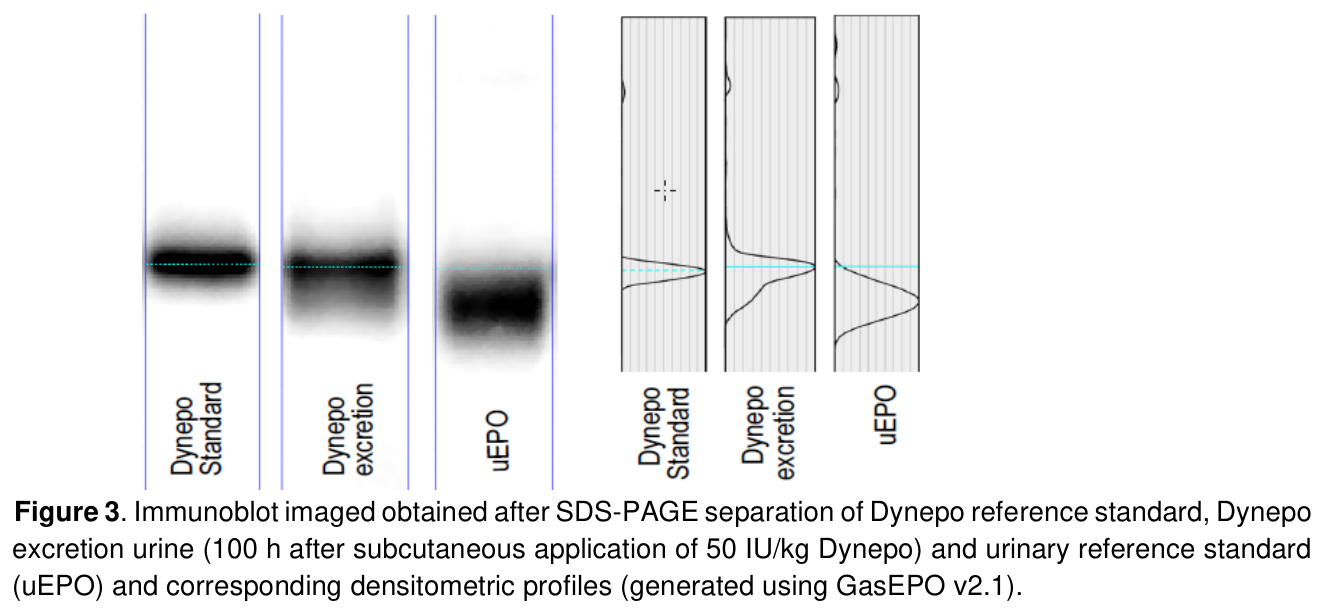 Dynepo
Standard
Dynepo
excretion
uEPO
Dynepo
Standard
Dynepo
excretion
uEPO
Figure 3. Immunoblot imaged obtained after SDS-PAGE separation of Dynepo reference standard, Dynepo
excretion urine (100 h after subcutaneous application of 50 IU/kg Dynepo) and urinary reference standard
(uEPO) and corresponding densitometric profiles (generated using GasEPO v2.1).